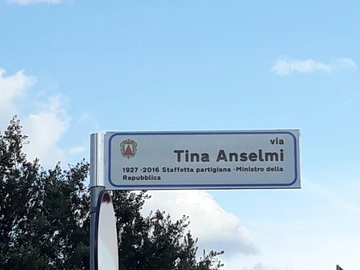 via
Tina Anselmi
1927 -2016 Staffetta partigiana -Ministro della
Repubblica